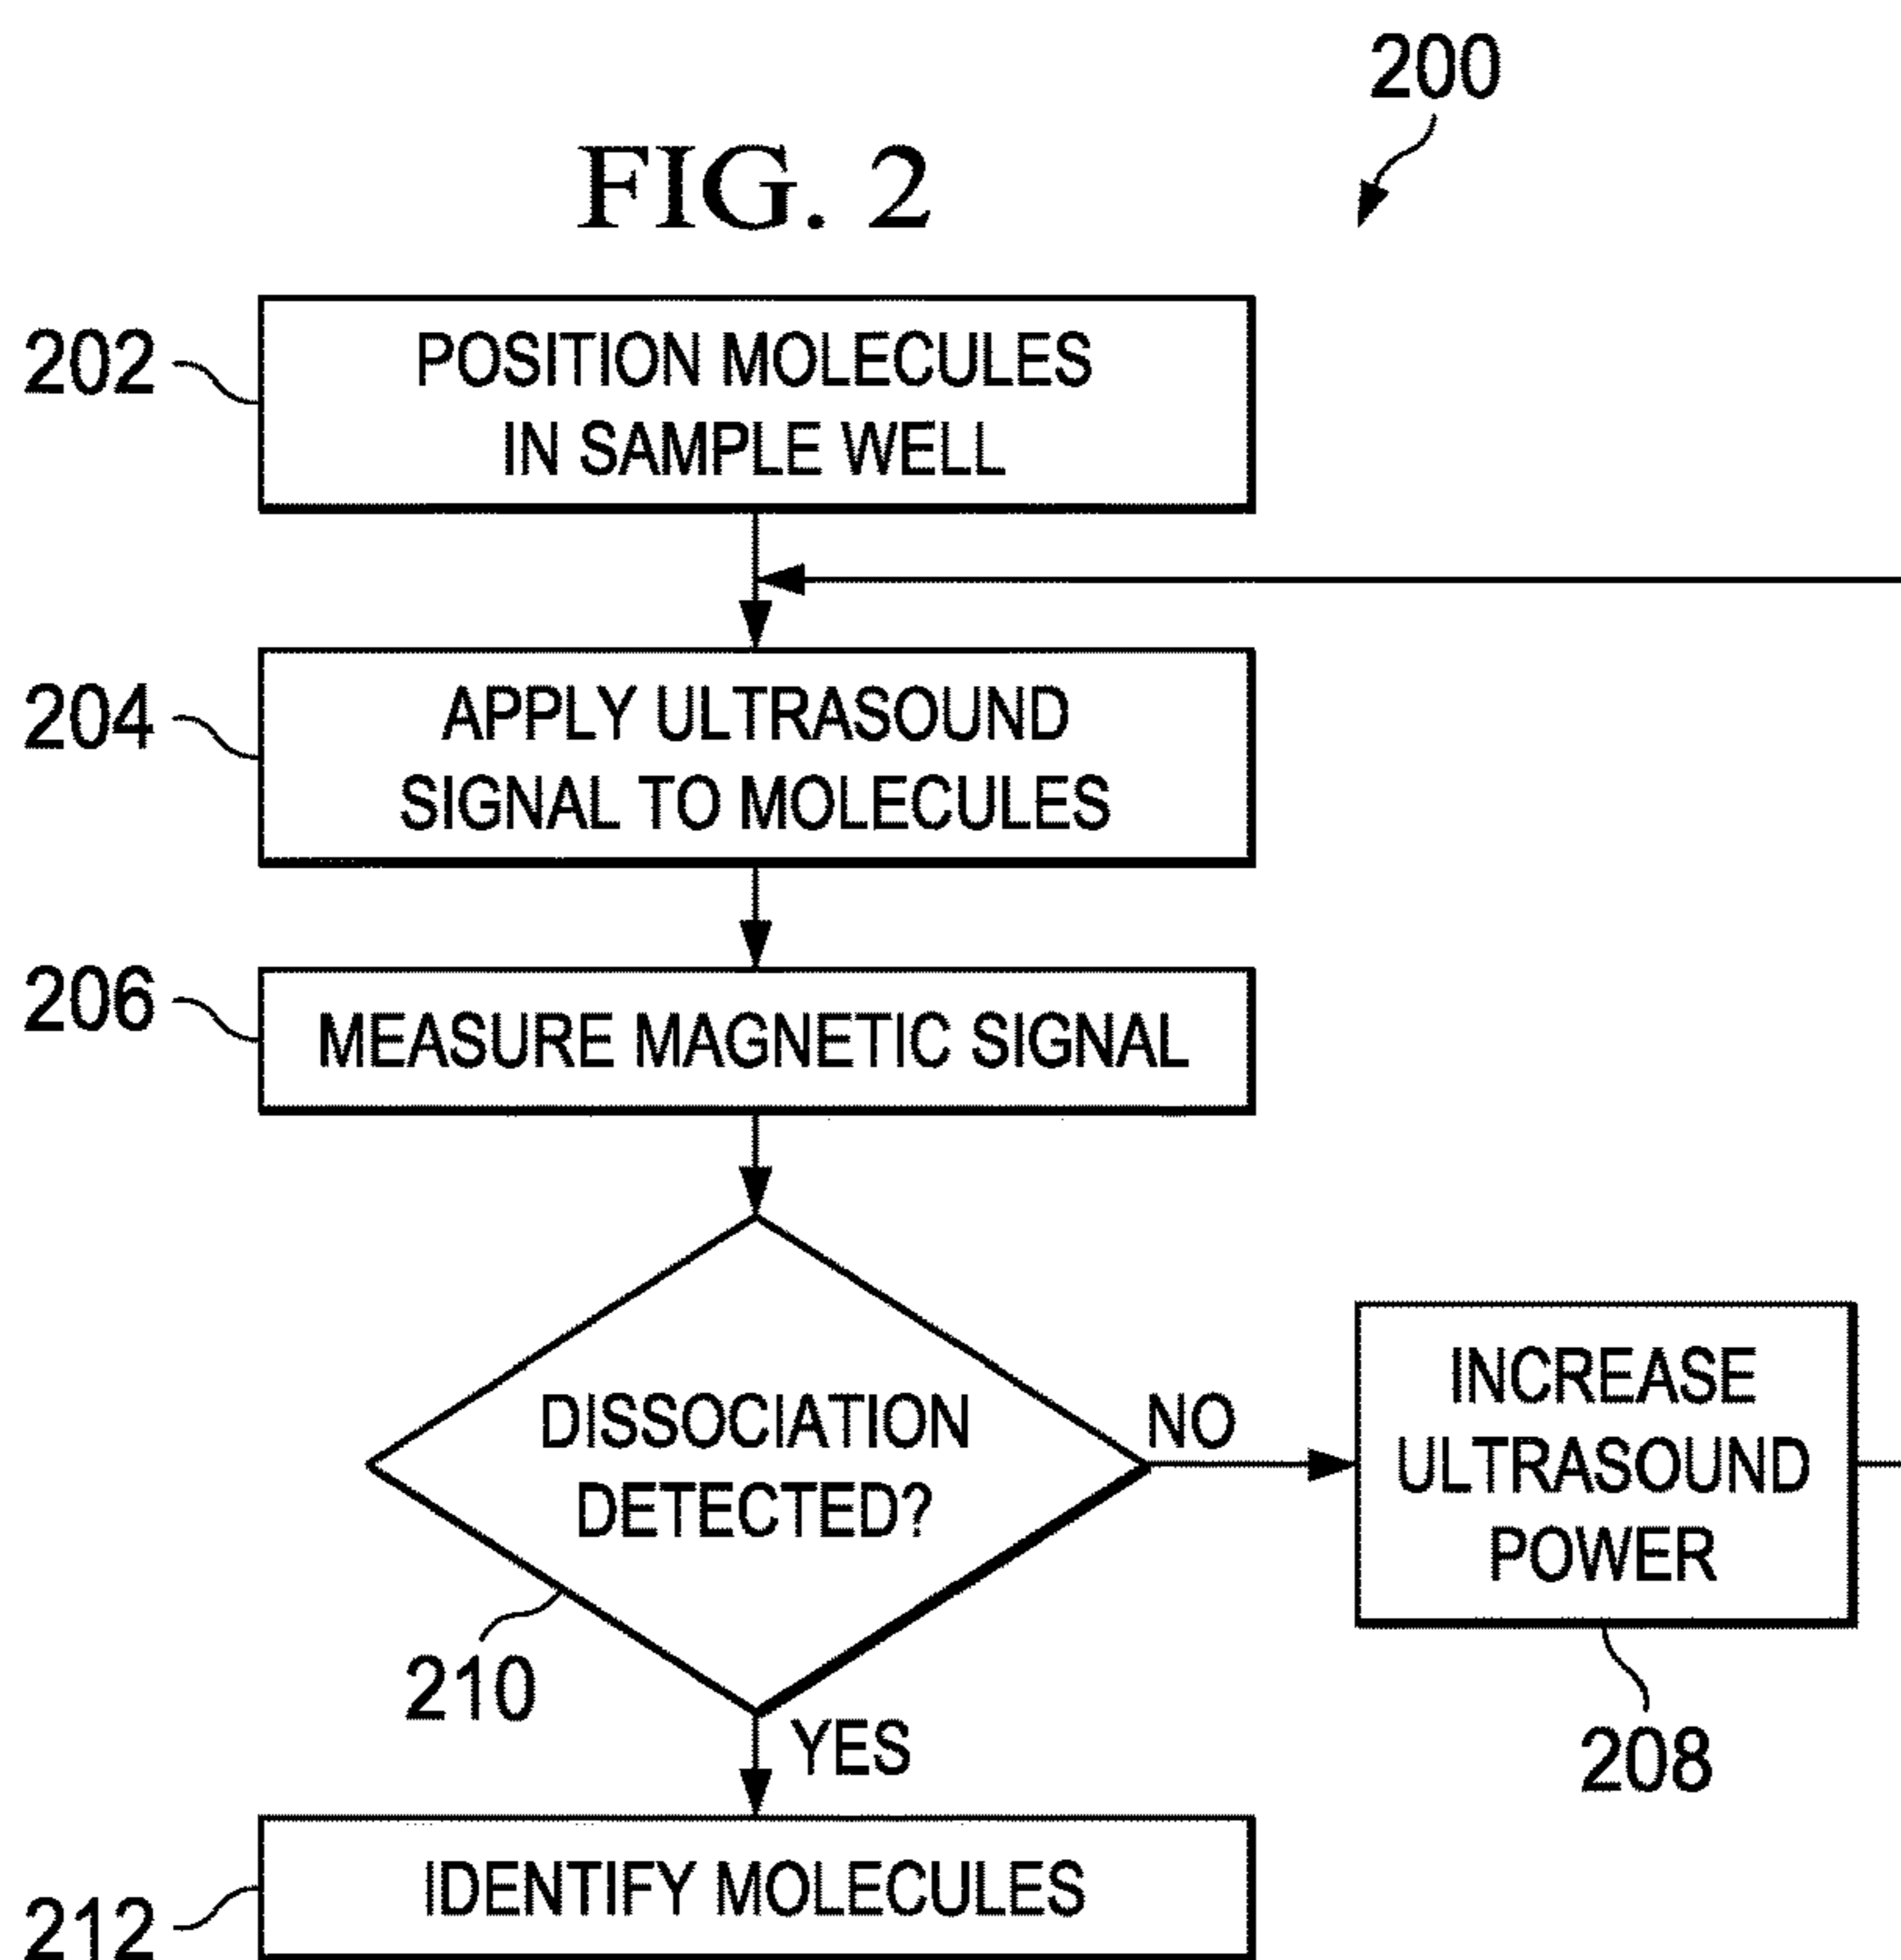 200
FIG. 2
202
POSITION MOLECULES
IN SAMPLE WELL
204
APPLY ULTRASOUND
SIGNAL TO MOLECULES
206
MEASURE MAGNETIC SIGNAL
DISSOCIATION
DETECTED?
NO
INCREASE
ULTRASOUND
POWER
210
YES
208
212
IDENTIFY MOLECULES